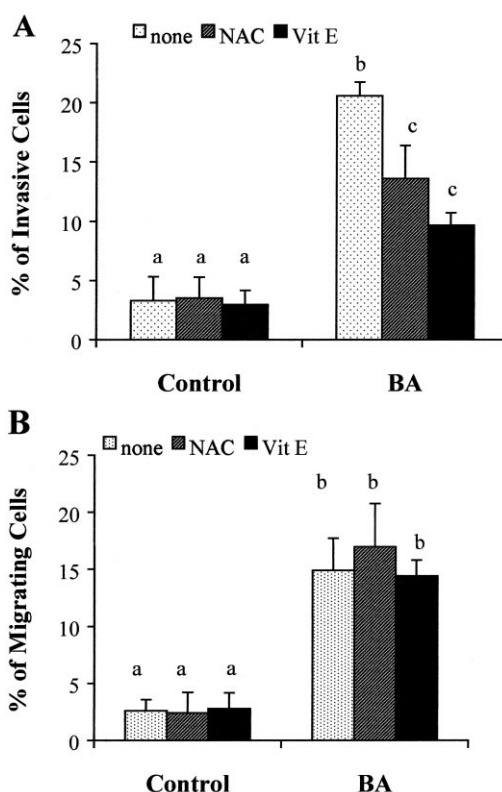 A
none NAC Vit E
% of Invasive Cells
25
20
15
10
5
0
a a a
b
c
c
Control BA
B
none NAC Vit E
% of Migrating Cells
25
20
15
10
5
0
a a a
b b
b
Control BA